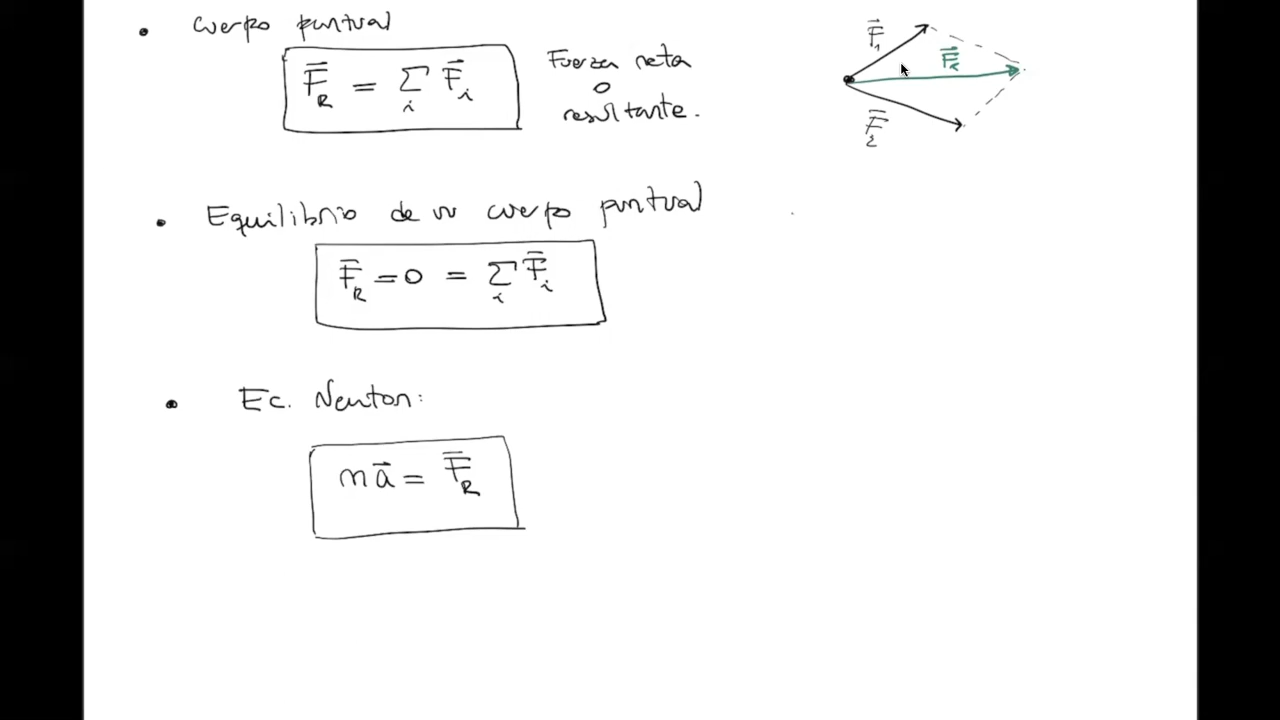 • Cuerpo puntual
F⃗_R = Σ_i F⃗_i
Fuerza neta
o
resultante.
F⃗_1
F⃗_R
F⃗_2
• Equilibrio de un cuerpo puntual
F⃗_R = 0 = Σ_i F⃗_i
• Ec. Newton:
m a⃗ = F⃗_R